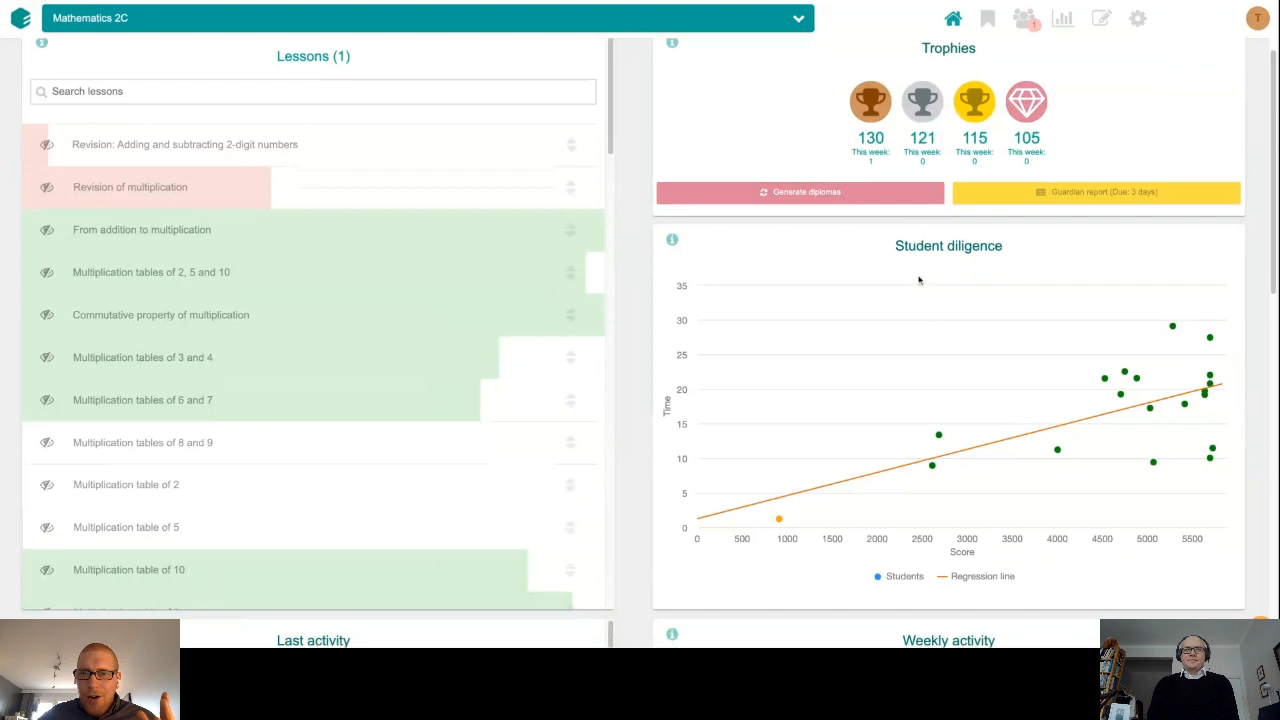 Mathematics 2C
1
T
Lessons (1)
Search lessons
Revision: Adding and subtracting 2-digit numbers
Revision of multiplication
From addition to multiplication
Multiplication tables of 2, 5 and 10
Commutative property of multiplication
Multiplication tables of 3 and 4
Multiplication tables of 6 and 7
Multiplication tables of 8 and 9
Multiplication table of 2
Multiplication table of 5
Multiplication table of 10
Last activity
Trophies
130 121 115 105
This week: This week: This week: This week:
1 0 0 0
Generate diplomas
Guardian report (Due: 3 days)
Student diligence
35
30
25
20
15
10
5
0
Time
0 500 1000 1500 2000 2500 3000 3500 4000 4500 5000 5500
Score
Students Regression line
Weekly activity